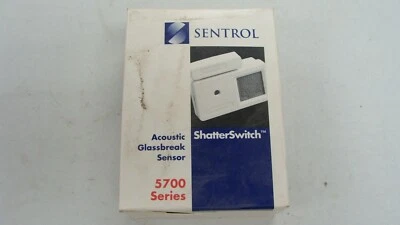 SENTROL
Acoustic
Glassbreak
Sensor
ShatterSwitch™
5700
Series